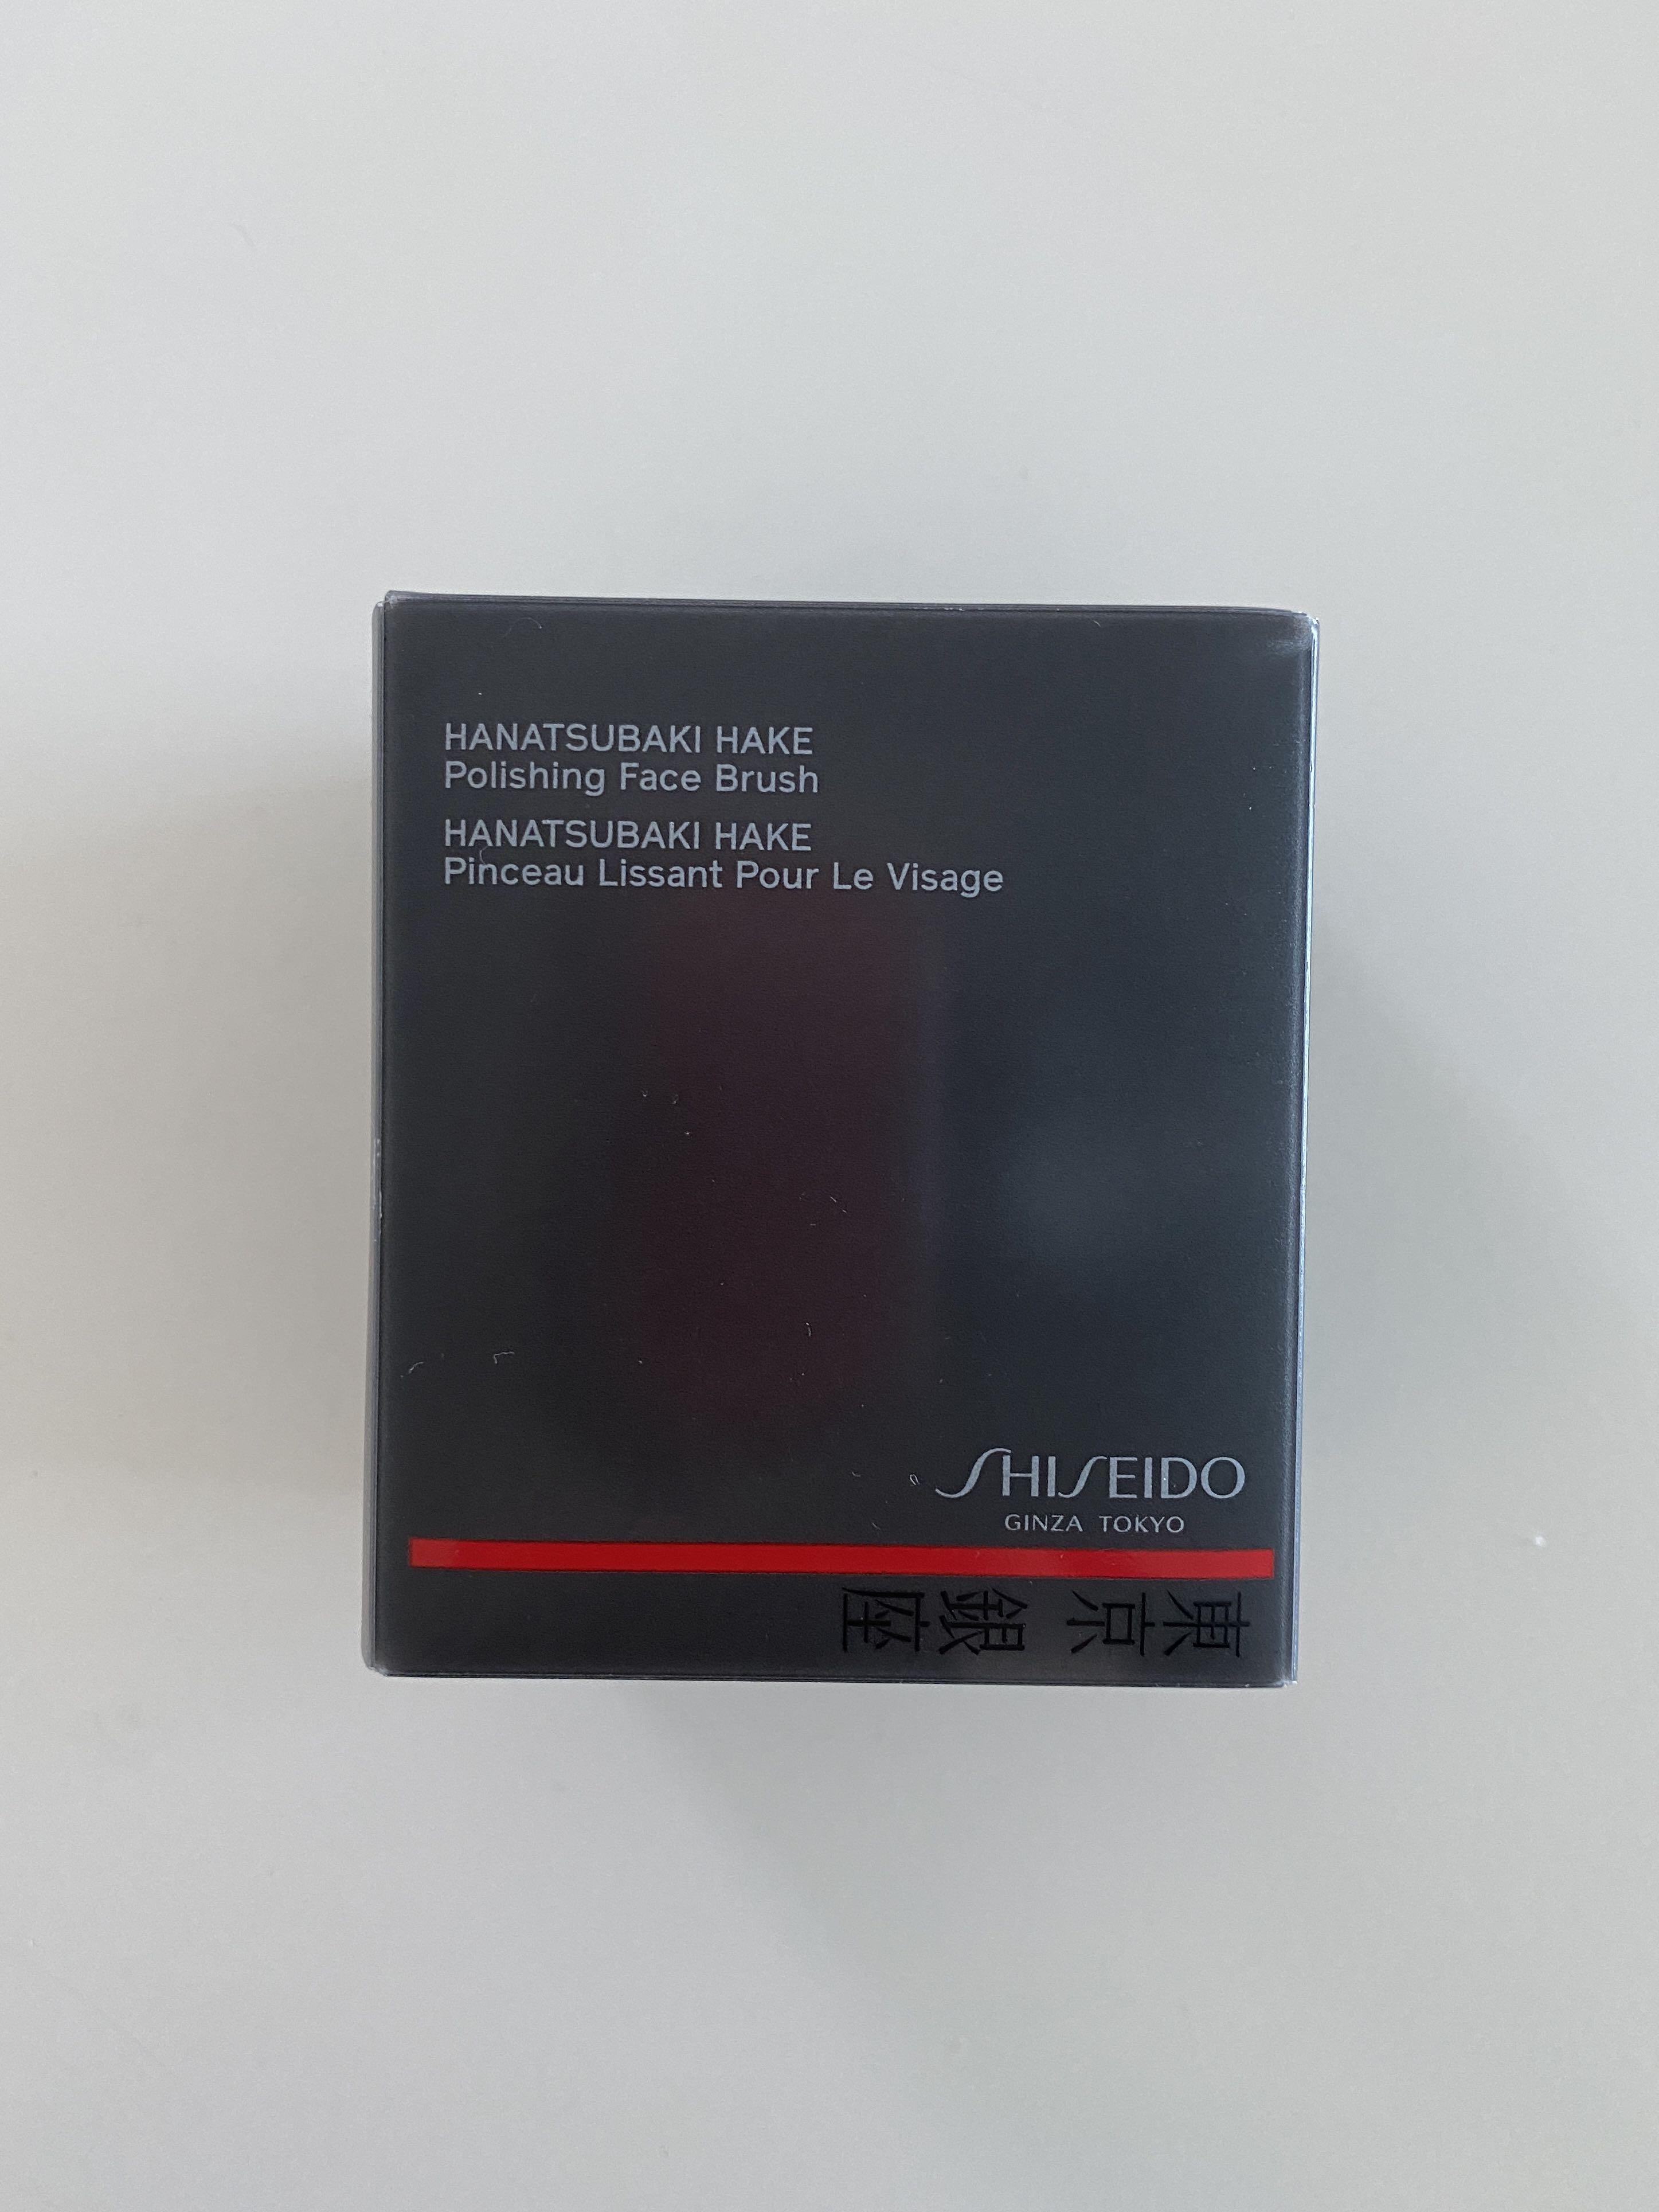 HANATSUBAKI HAKE
Polishing Face Brush
HANATSUBAKI HAKE
Pinceau Lissant Pour Le Visage
SHISEIDO
GINZA TOKYO
東京 銀座